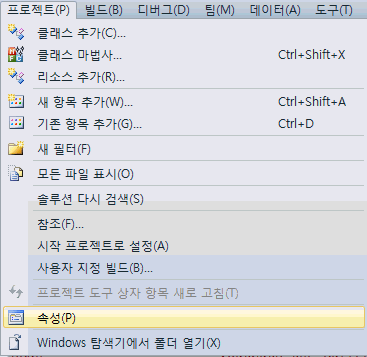 프로젝트(P) 빌드(B) 디버그(D) 팀(M) 데이터(A) 도구(T)
클래스 추가(C)...
클래스 마법사... Ctrl+Shift+X
리소스 추가(R)...
새 항목 추가(W)... Ctrl+Shift+A
기존 항목 추가(G)... Ctrl+D
새 필터(F)
모든 파일 표시(O)
솔루션 다시 검색(S)
참조(F)...
시작 프로젝트로 설정(A)
사용자 지정 빌드(B)...
프로젝트 도구 상자 항목 새로 고침(T)
속성(P)
Windows 탐색기에서 폴더 열기(X)